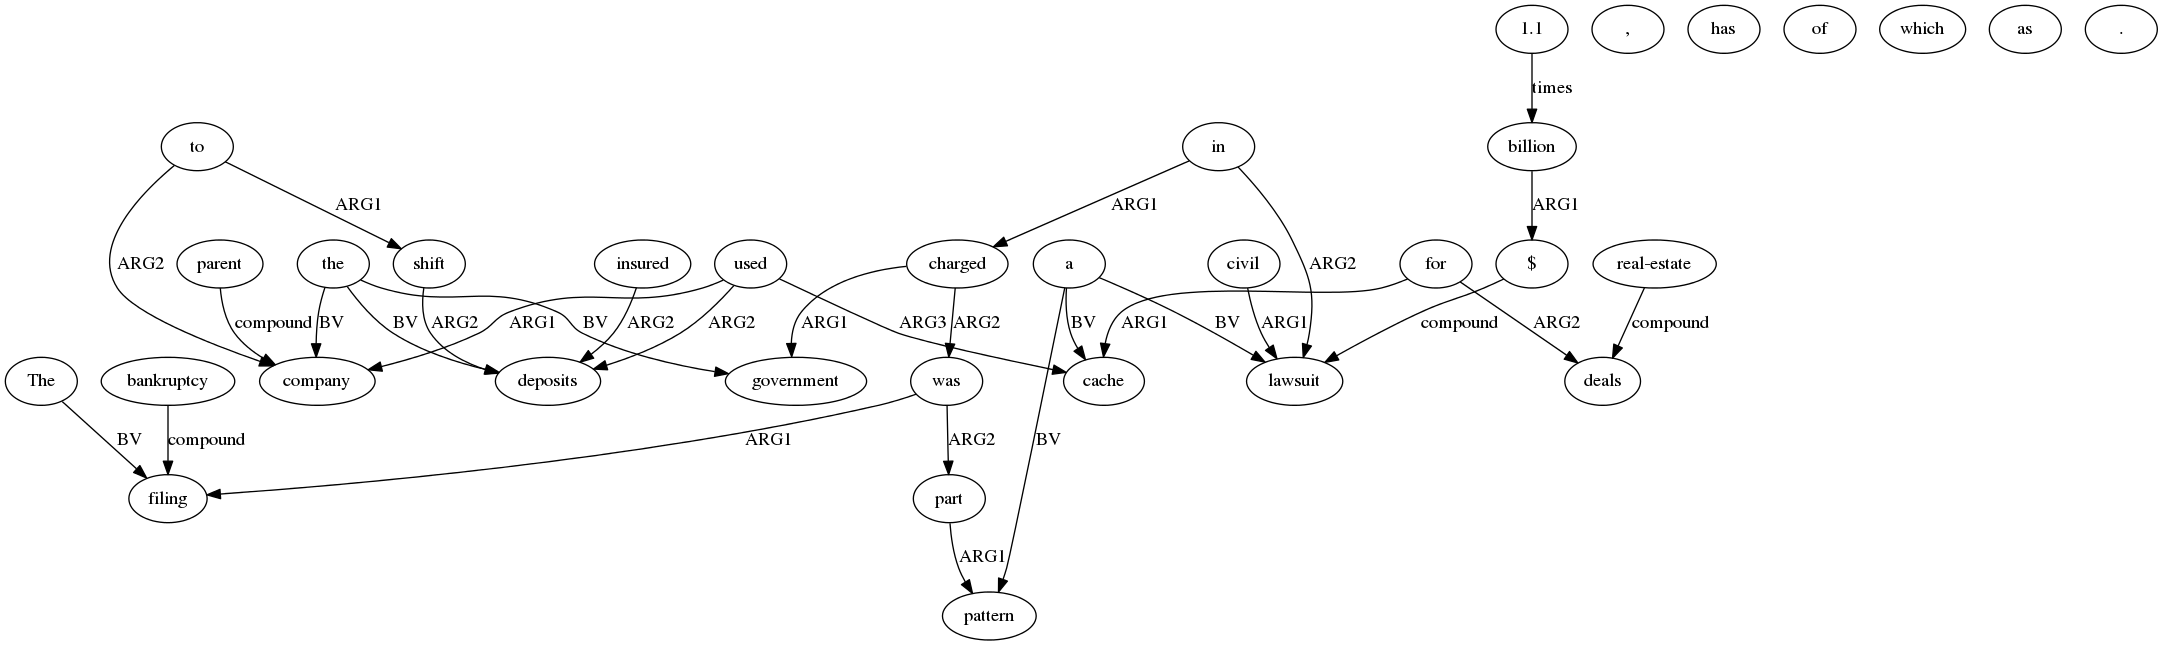 1.1 , has of which as .
times
to in billion
ARG1 ARG1 ARG1
ARG2 ARG2
parent the shift insured used charged a civil for $ real-estate
compound BV BV ARG2 ARG1 BV ARG2 ARG2 ARG1 ARG3 ARG2 BV ARG1 BV ARG1 compound ARG2 compound
The bankruptcy company deposits government was cache lawsuit deals
BV compound ARG1 ARG2 BV
filing part
ARG1
pattern